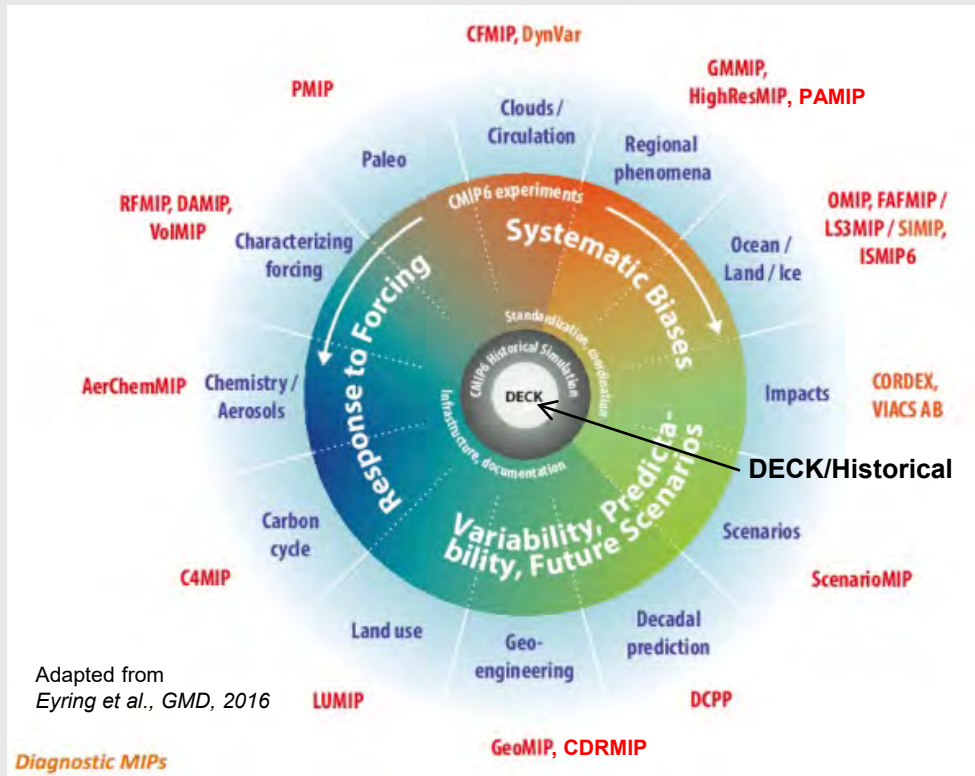 CFMIP, DynVar
GMMIP,
HighResMIP, PAMIP
PMIP
Clouds /
Circulation
Regional
phenomena
Paleo
RFMIP, DAMIP,
VolMIP
Characterizing
forcing
CMIP6 experiments
OMIP, FAFMIP /
LS3MIP / SIMIP,
ISMIP6
Ocean /
Land / Ice
Systematic Biases
Response to Forcing
Standardization, coordination
CMIP6 Historical Simulation
DECK
Infrastructure, documentation
AerChemMIP
Chemistry /
Aerosols
Impacts
CORDEX,
VIACS AB
DECK/Historical
Variability, Predicta-
bility, Future Scenarios
Carbon
cycle
Scenarios
C4MIP
ScenarioMIP
Land use
Geo-
engineering
Decadal
prediction
Adapted from
Eyring et al., GMD, 2016
LUMIP
DCPP
GeoMIP, CDRMIP
Diagnostic MIPs